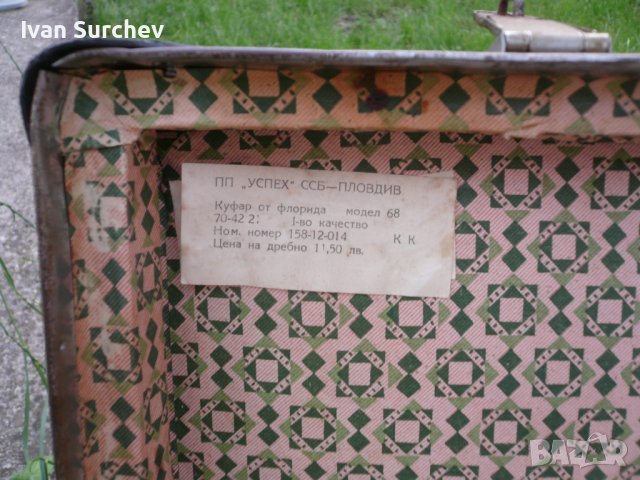 Ivan Surchev
ПП „УСПЕХ" ССБ—ПЛОВДИВ
Куфар от флорида модел 68
70-42 2: I-во качество
Ном. номер 158-12-014 К К
Цена на дребно 11,50 лв.
BAZAR